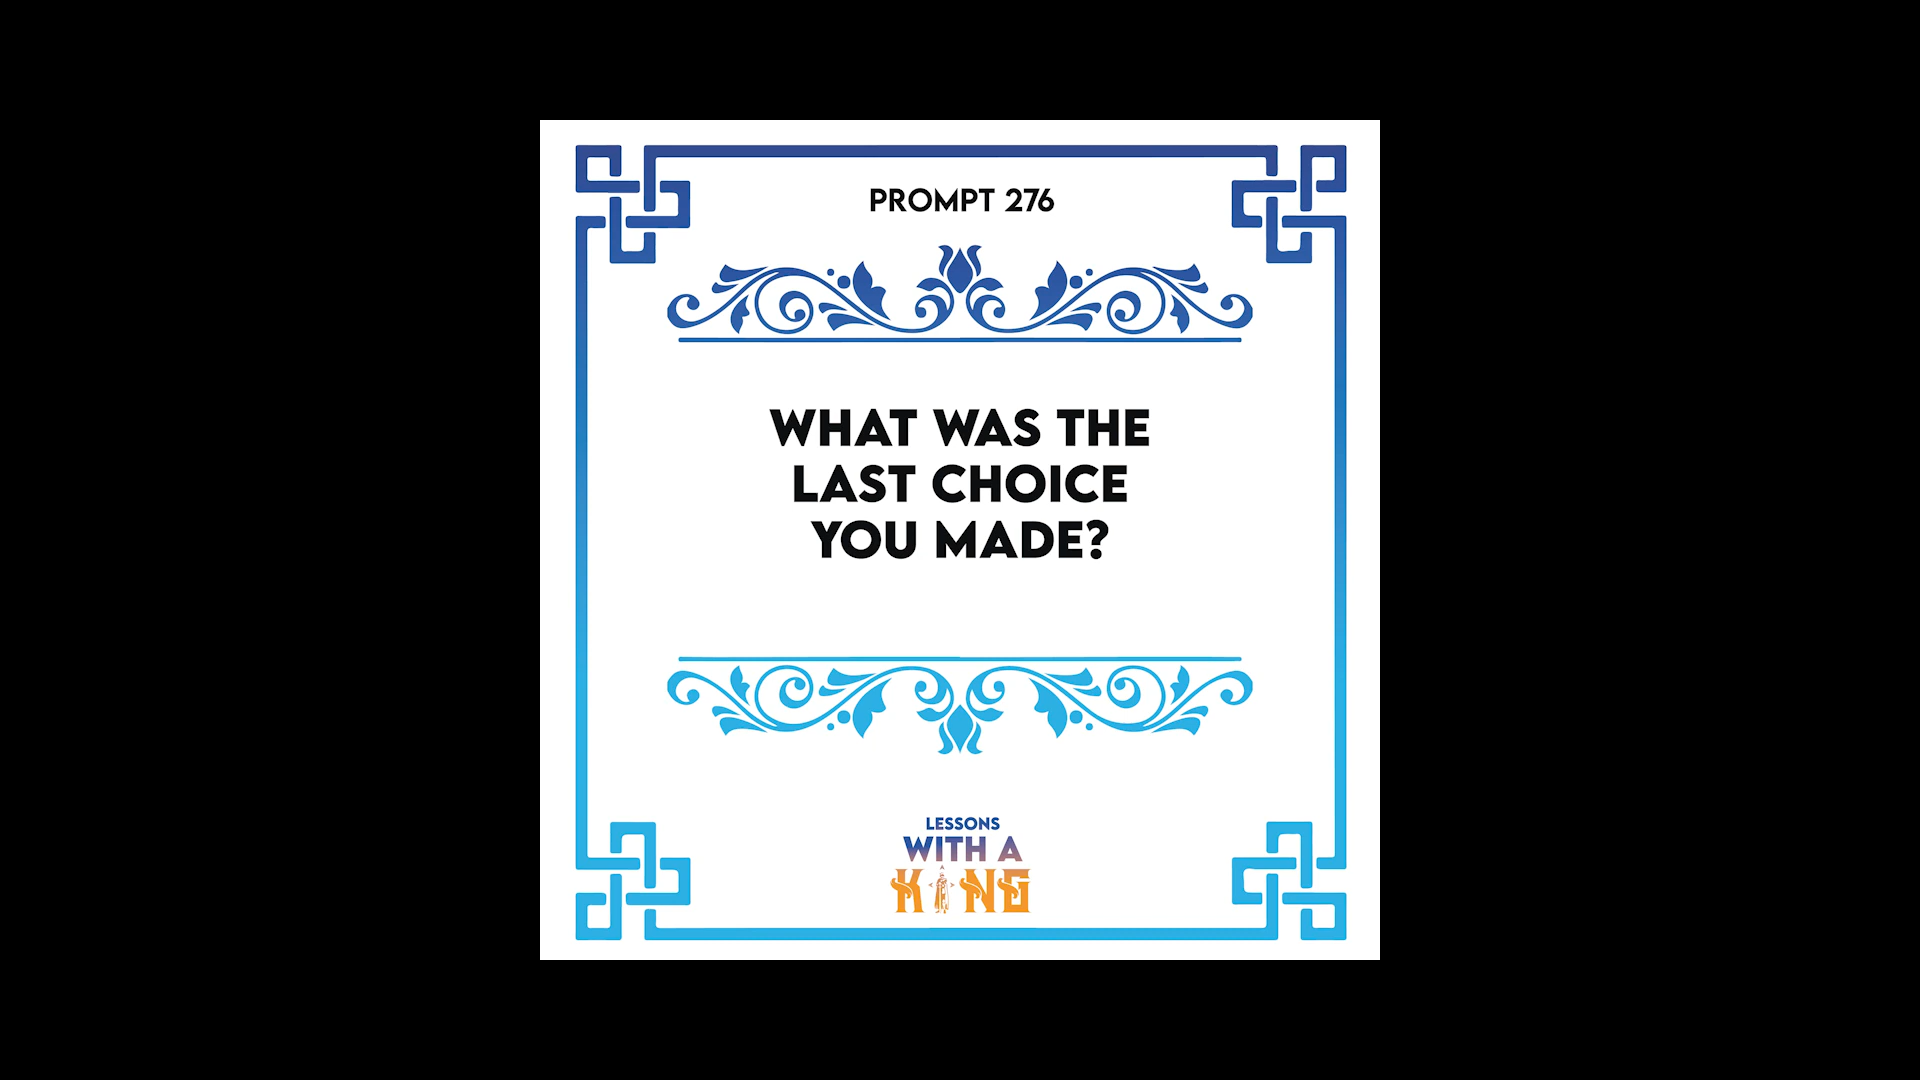 PROMPT 276
WHAT WAS THE
LAST CHOICE
YOU MADE?
LESSONS
WITH A
KING